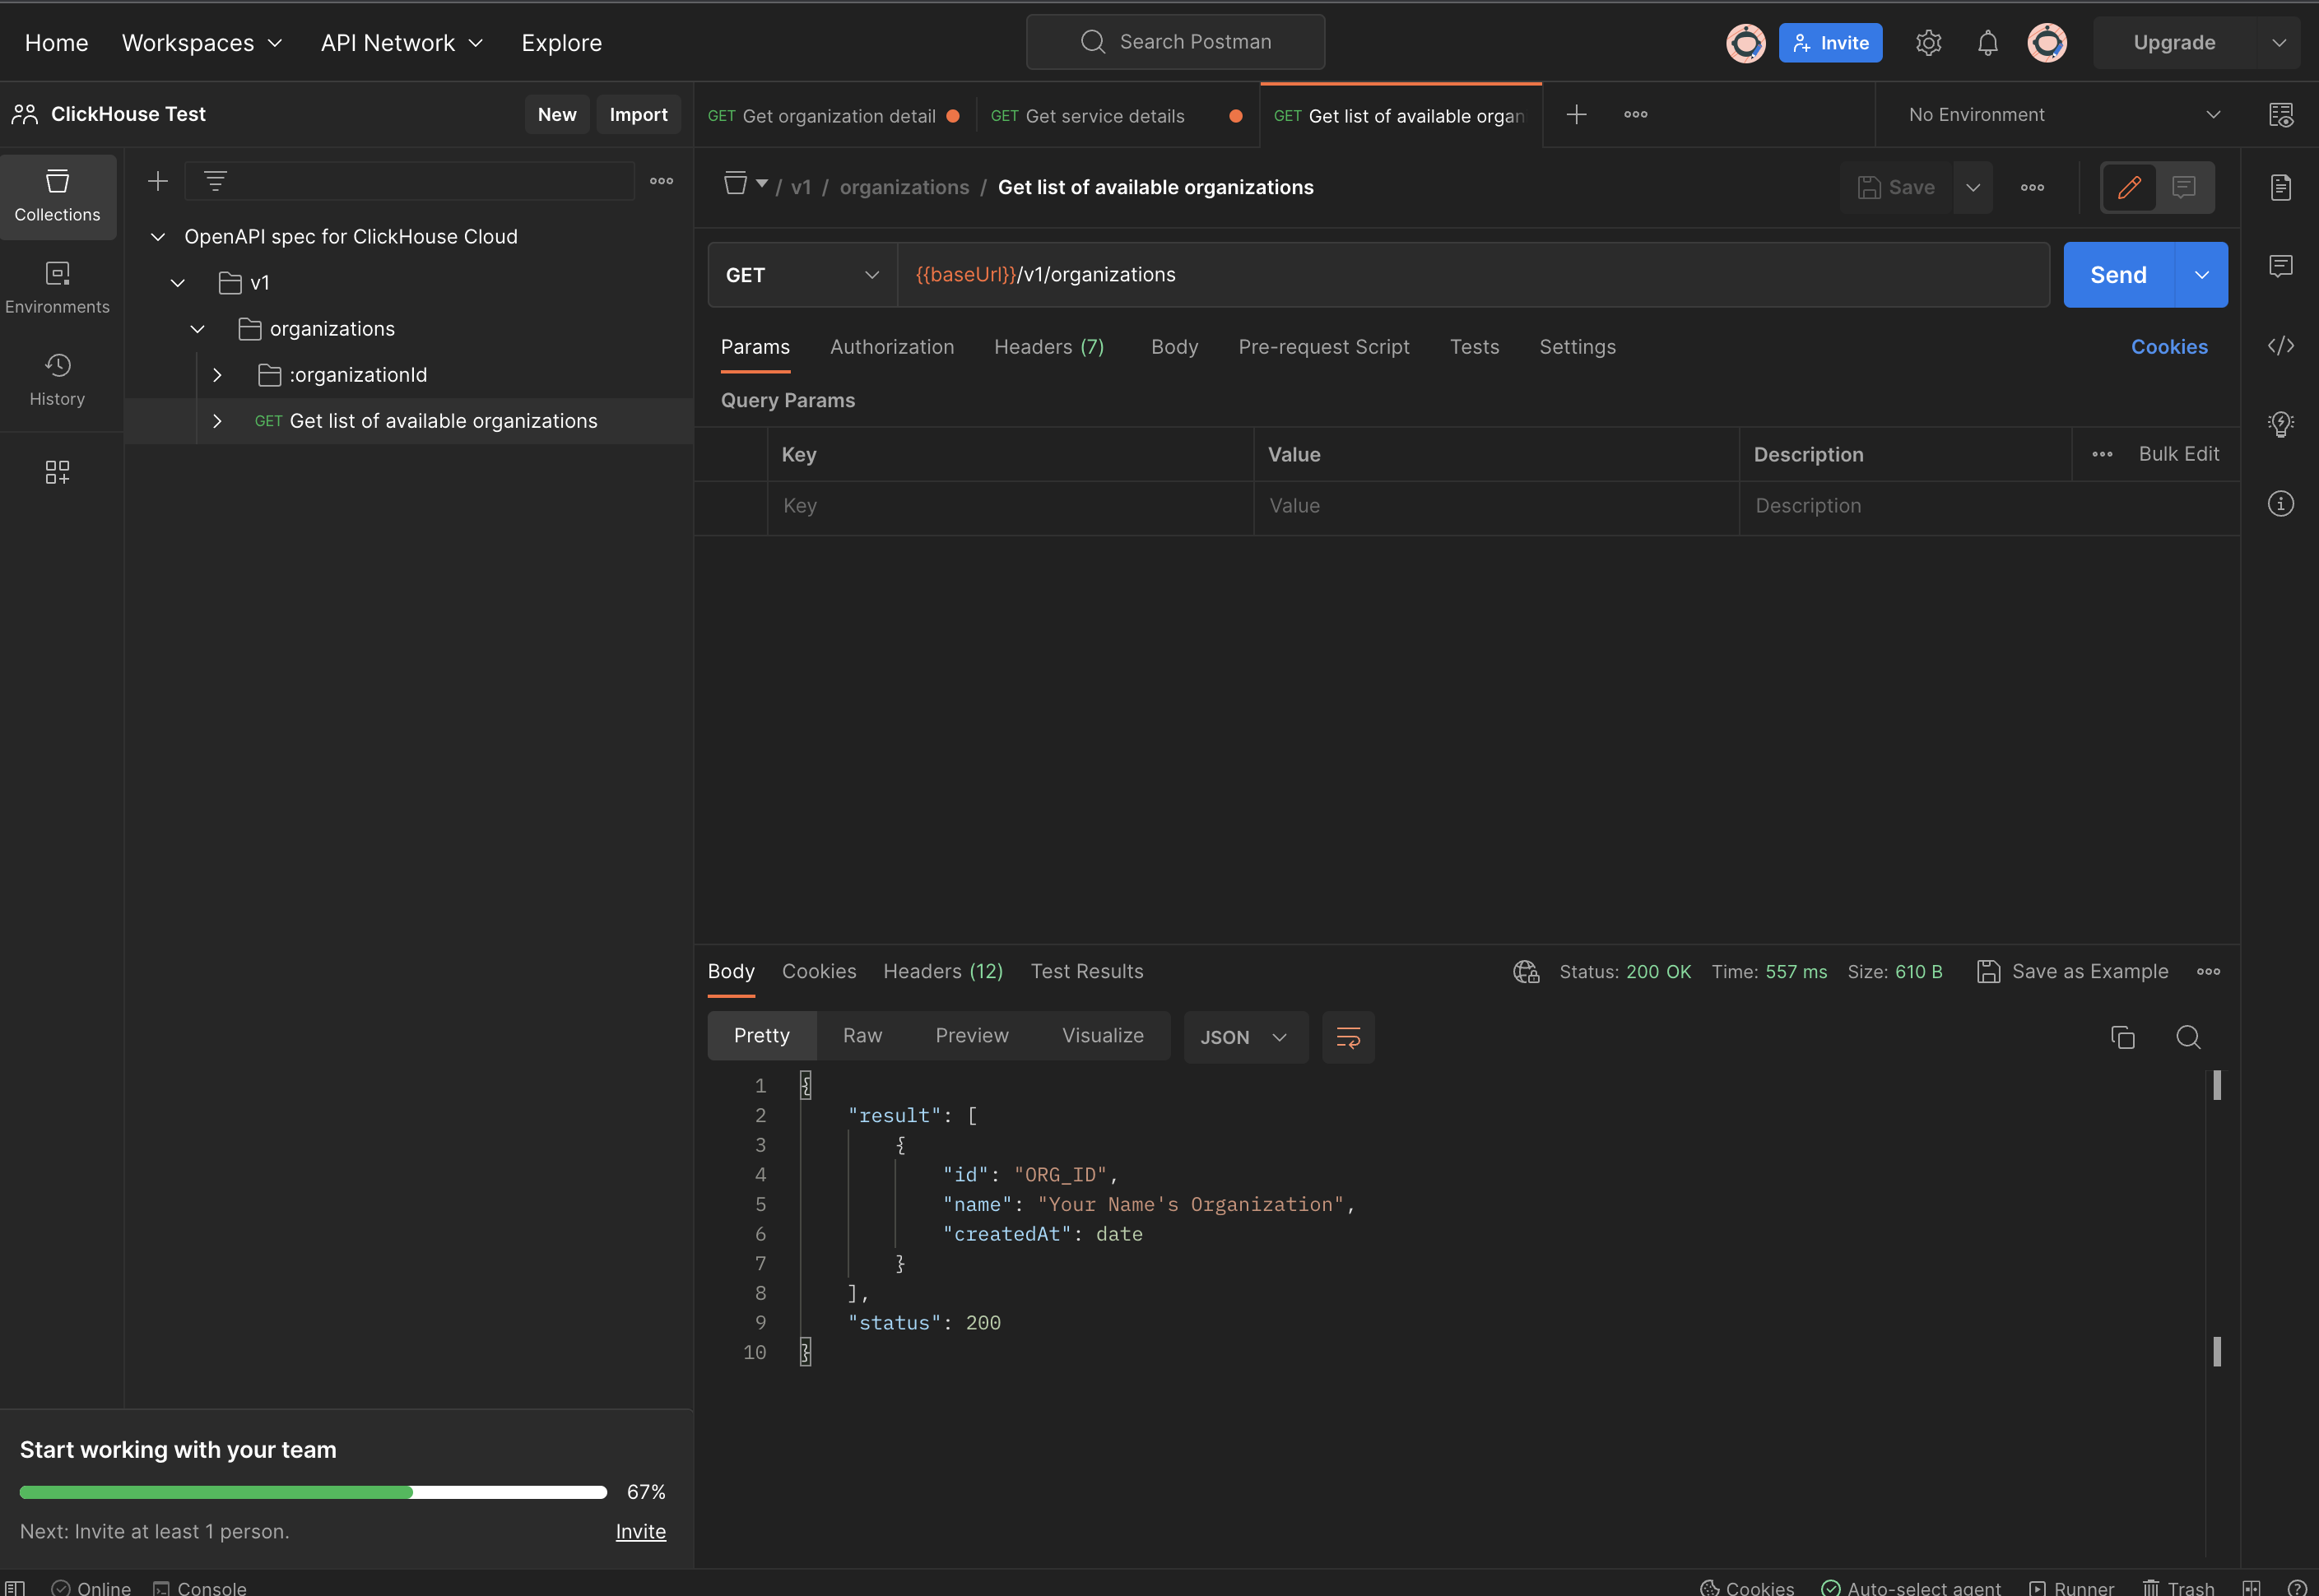 Home Workspaces API Network Explore Search Postman Invite Upgrade
ClickHouse Test New Import
GET Get organization detail GET Get service details GET Get list of available organ No Environment
Collections
Environments
History
OpenAPI spec for ClickHouse Cloud
v1
organizations
:organizationId
GET Get list of available organizations
/ v1 / organizations / Get list of available organizations Save
GET {{baseUrl}}/v1/organizations Send
Params Authorization Headers (7) Body Pre-request Script Tests Settings Cookies
Query Params
Key Value Description Bulk Edit
Key Value Description
Body Cookies Headers (12) Test Results Status: 200 OK Time: 557 ms Size: 610 B Save as Example
Pretty Raw Preview Visualize JSON
1 {
2 "result": [
3 {
4 "id": "ORG_ID",
5 "name": "Your Name's Organization",
6 "createdAt": date
7 }
8 ],
9 "status": 200
10 }
Start working with your team
67%
Next: Invite at least 1 person. Invite
Online Console Cookies Auto-select agent Runner Trash